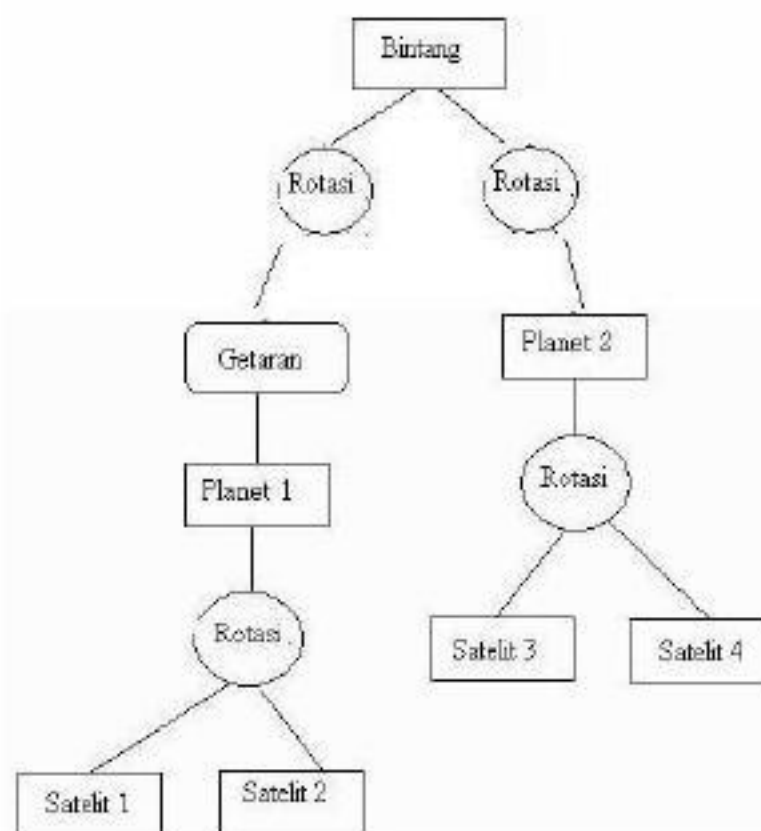 Bintang
Rotasi
Rotasi
Getaran
Planet 2
Planet 1
Rotasi
Rotasi
Satelit 3
Satelit 4
Satelit 1
Satelit 2